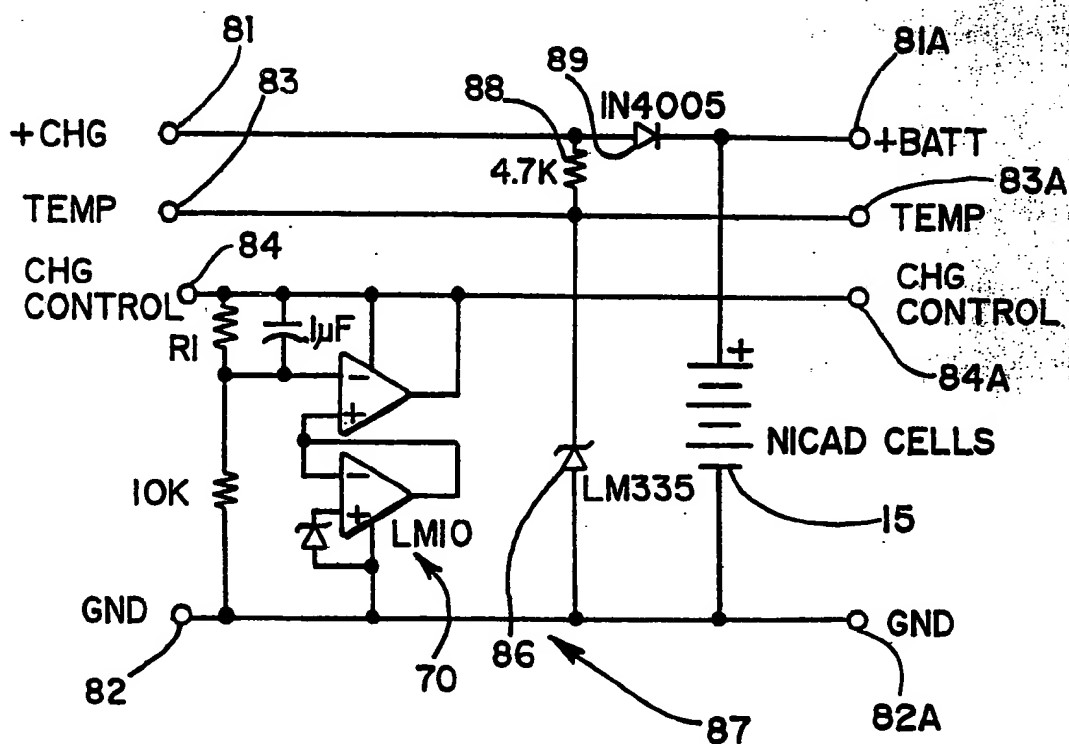 81
83
88
89
IN4005
81A
+CHG
4.7K
+BATT
TEMP
TEMP
83A
84
CHG
CONTROL
CHG
CONTROL
R1
1µF
84A
−
+
+
NICAD CELLS
10K
−
+
LM10
LM335
15
GND
GND
82
70
86
87
82A